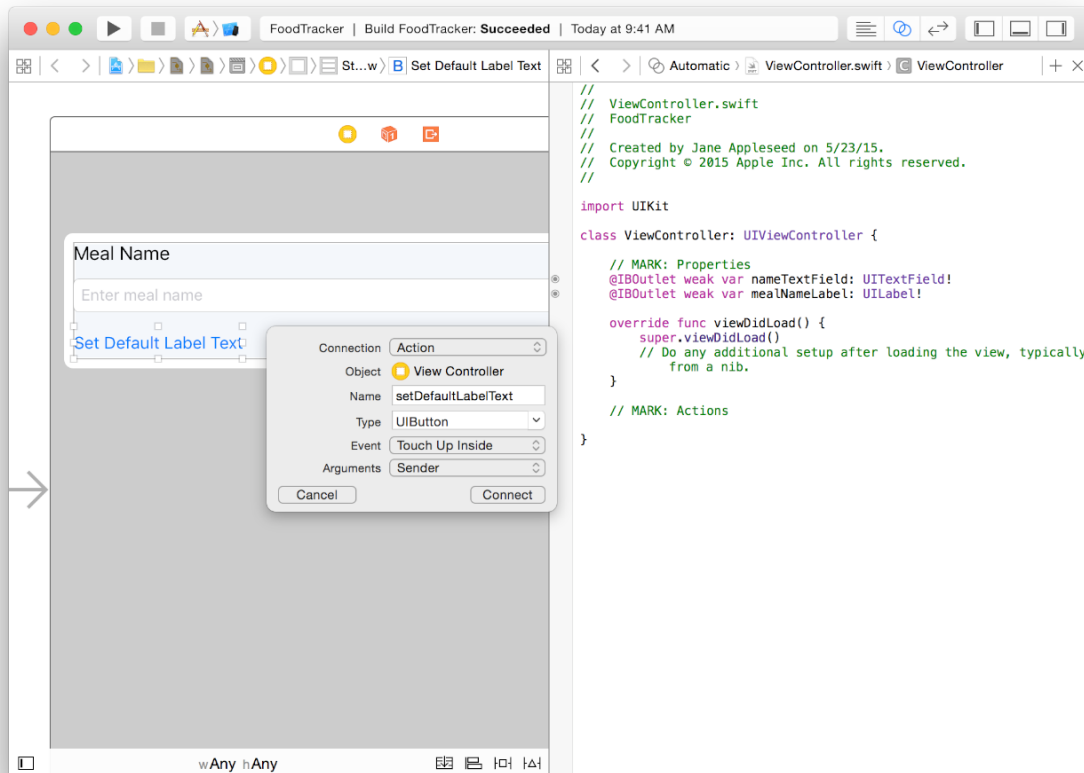 FoodTracker | Build FoodTracker: Succeeded | Today at 9:41 AM
St...w B Set Default Label Text
Automatic ViewController.swift C ViewController
Meal Name
Enter meal name
Set Default Label Text
Connection Action
Object View Controller
Name setDefaultLabelText
Type UIButton
Event Touch Up Inside
Arguments Sender
Cancel Connect
wAny hAny
//
//  ViewController.swift
//  FoodTracker
//
//  Created by Jane Appleseed on 5/23/15.
//  Copyright © 2015 Apple Inc. All rights reserved.
//
import UIKit
class ViewController: UIViewController {
// MARK: Properties
@IBOutlet weak var nameTextField: UITextField!
@IBOutlet weak var mealNameLabel: UILabel!
override func viewDidLoad() {
super.viewDidLoad()
// Do any additional setup after loading the view, typically
from a nib.
}
// MARK: Actions
}